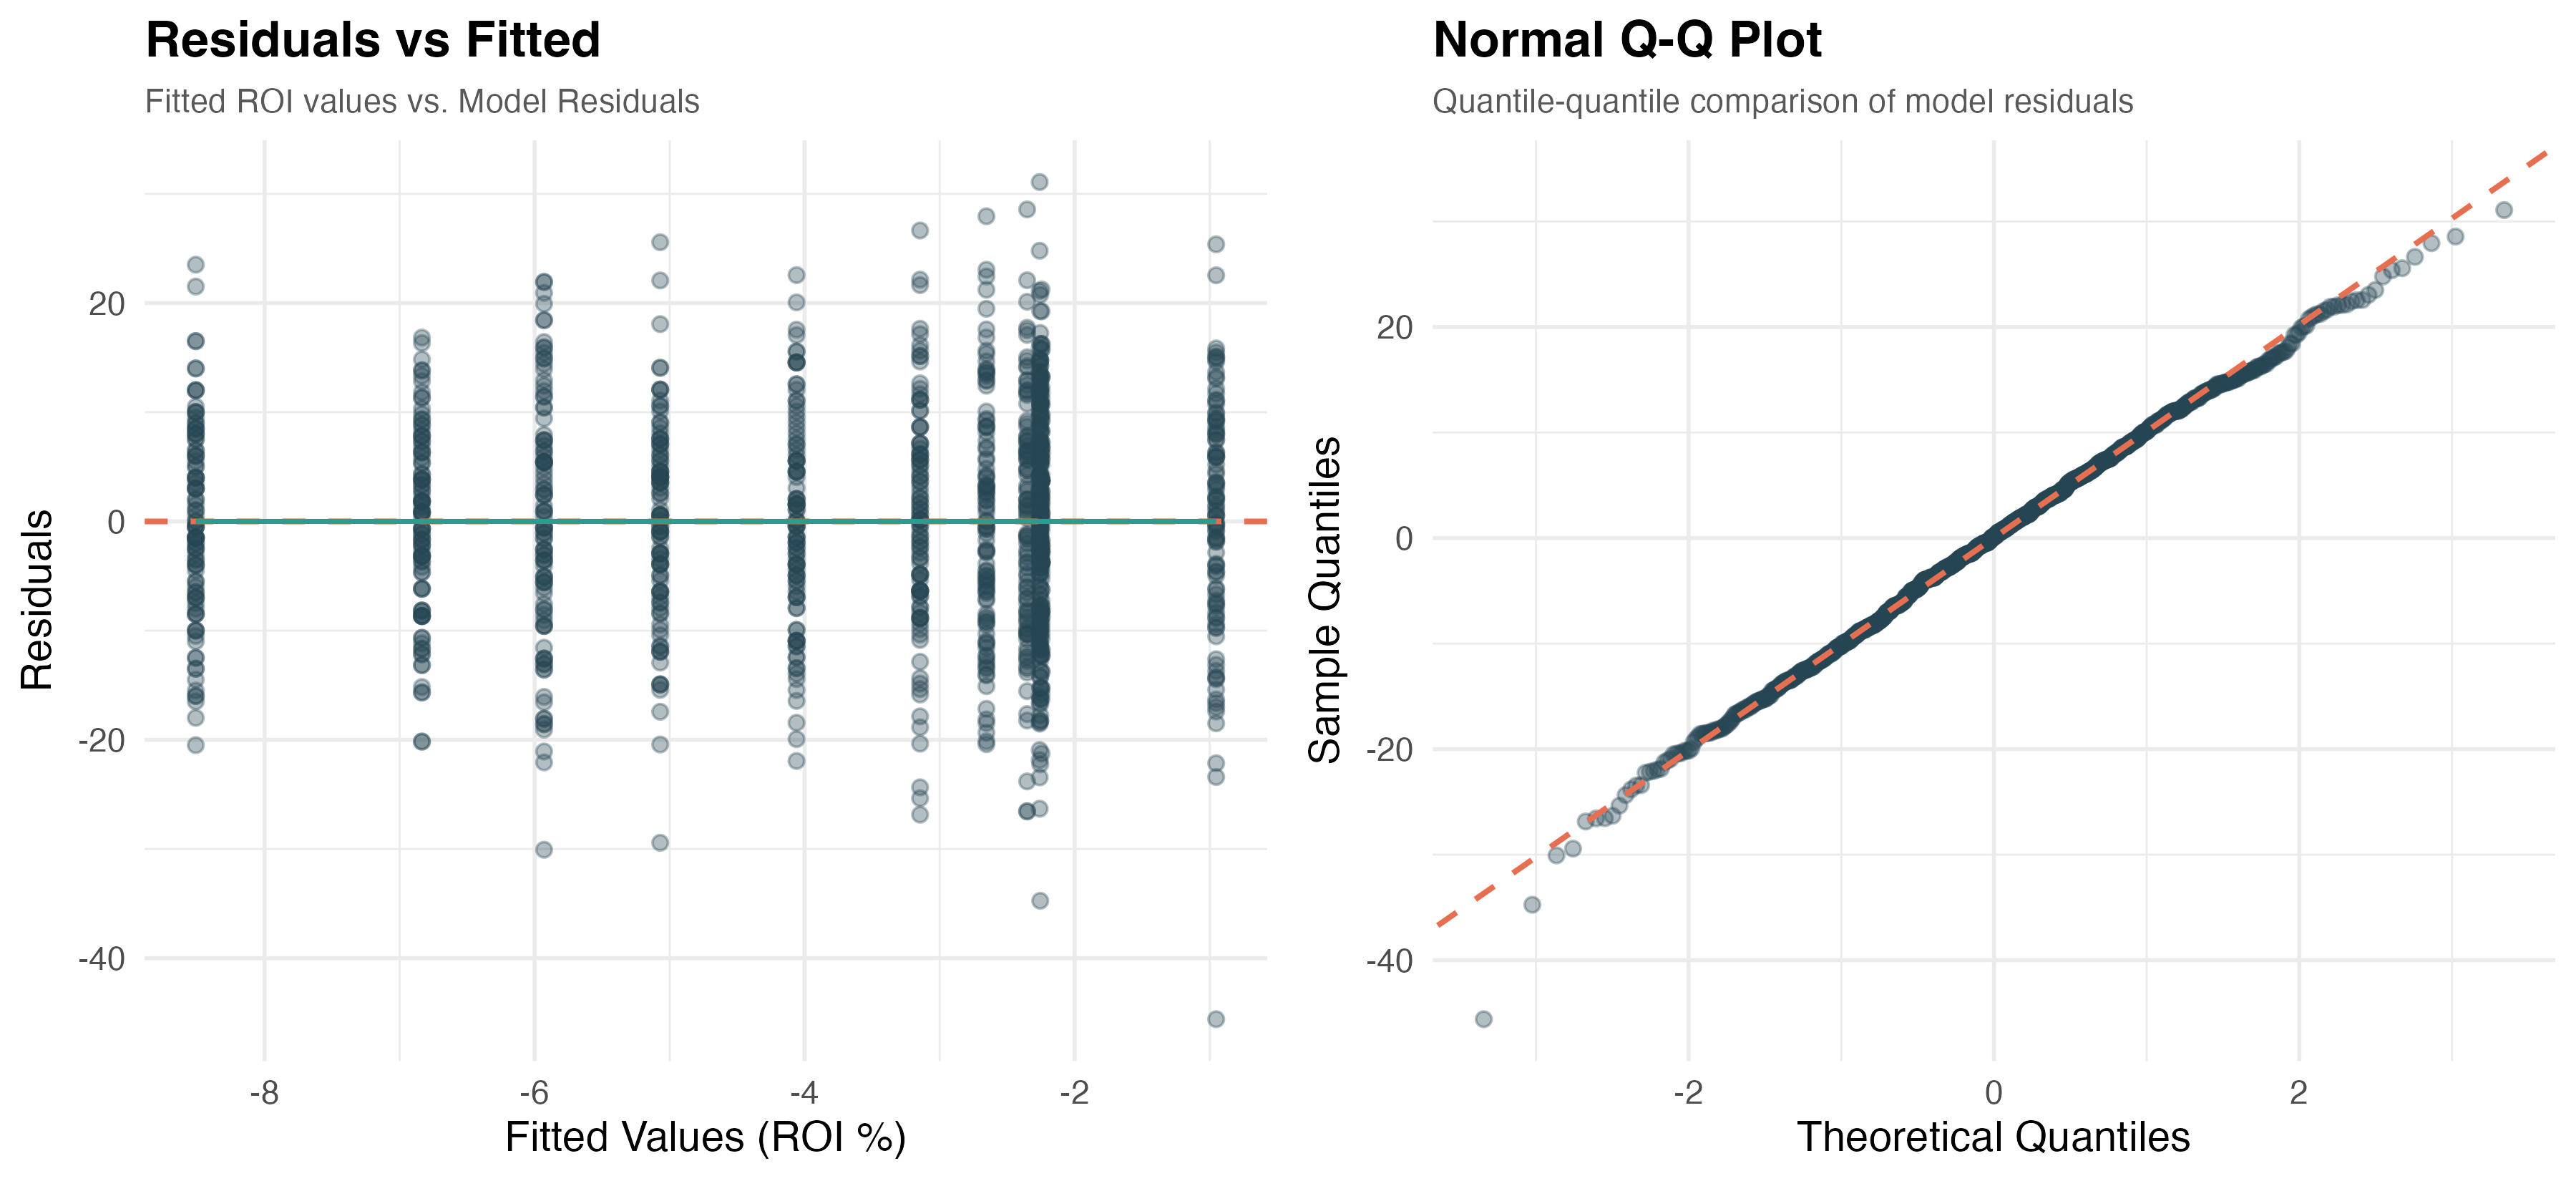 Residuals vs Fitted
Fitted ROI values vs. Model Residuals
Residuals
20
0
-20
-40
-8
-6
-4
-2
Fitted Values (ROI %)
Normal Q-Q Plot
Quantile-quantile comparison of model residuals
Sample Quantiles
20
0
-20
-40
-2
0
2
Theoretical Quantiles